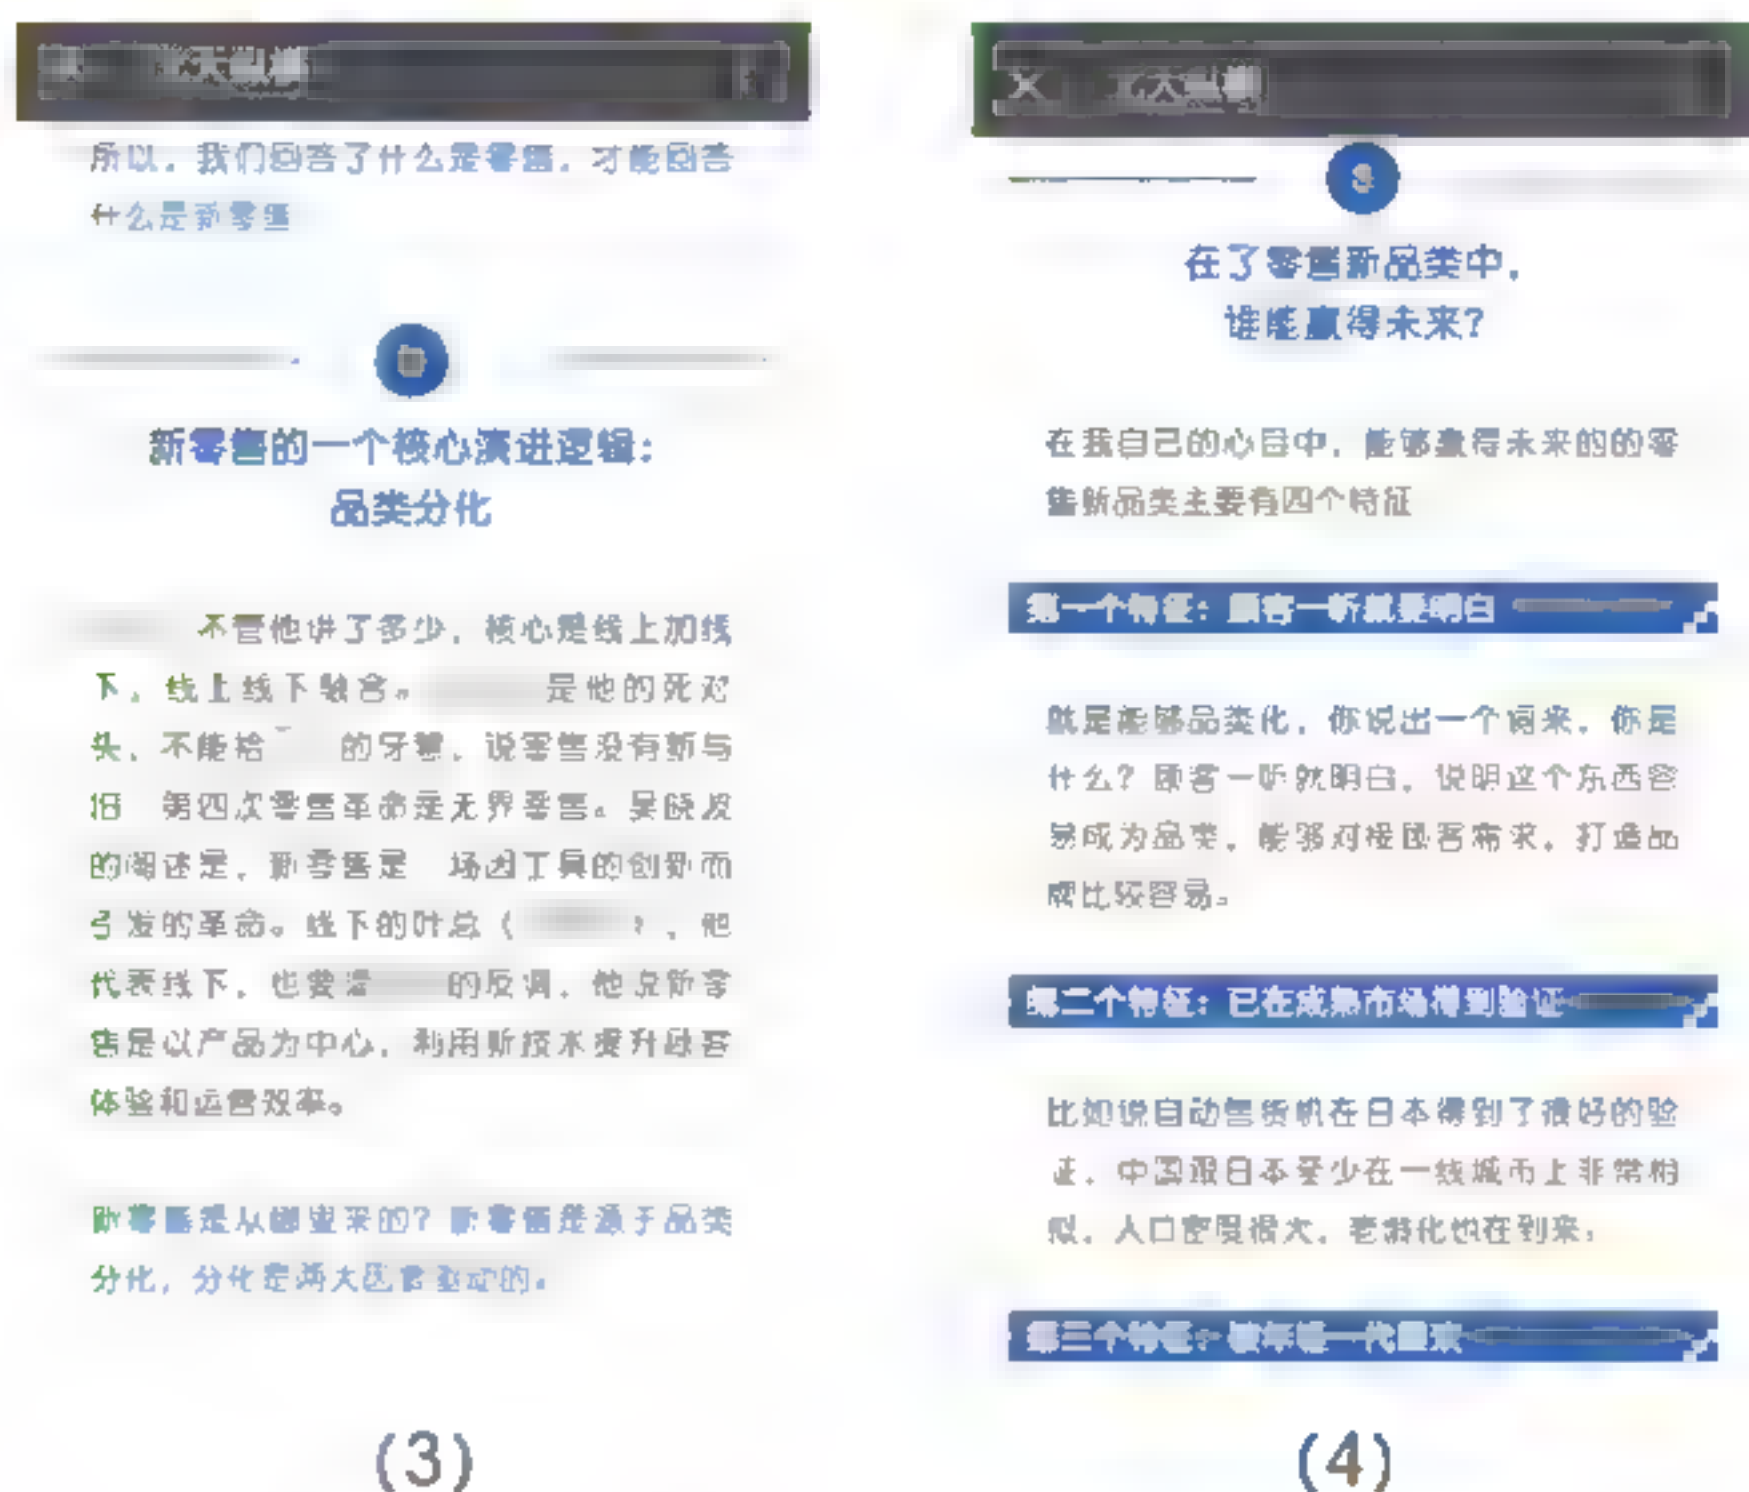 所以，我们回答了什么是零售，才能回答
什么是新零售
新零售的一个核心演进逻辑：
品类分化
不管他讲了多少，核心是线上加线
下，线上线下融合。 是他的死对
头，不能给 的牙慧，说零售没有新与
旧 第四次零售革命是无界零售。吴晓波
的阐述是，新零售是 场因工具的创新而
引发的革命。线下的叶总（ ），他
代表线下，也要 的反调，他说新零
售是以产品为中心，利用新技术提升顾客
体验和运营效率。
新零售是从哪里来的？新零售是源于品类
分化，分化是两大因素驱动的。
(3)
在了零售新品类中，
谁能赢得未来？
在我自己的心目中，能够赢得未来的的零
售新品类主要有四个特征
第一个特征：顾客一听就要明白
就是能够品类化，你说出一个词来，你是
什么？顾客一听就明白，说明这个东西容
易成为品类，能够对接顾客需求，打造品
牌比较容易。
第二个特征：已在成熟市场得到验证
比如说自动售货机在日本得到了很好的验
证，中国跟日本至少在一线城市上非常相
似，人口密度很大，老龄化也在到来；
第三个特征：被年轻一代喜欢
(4)